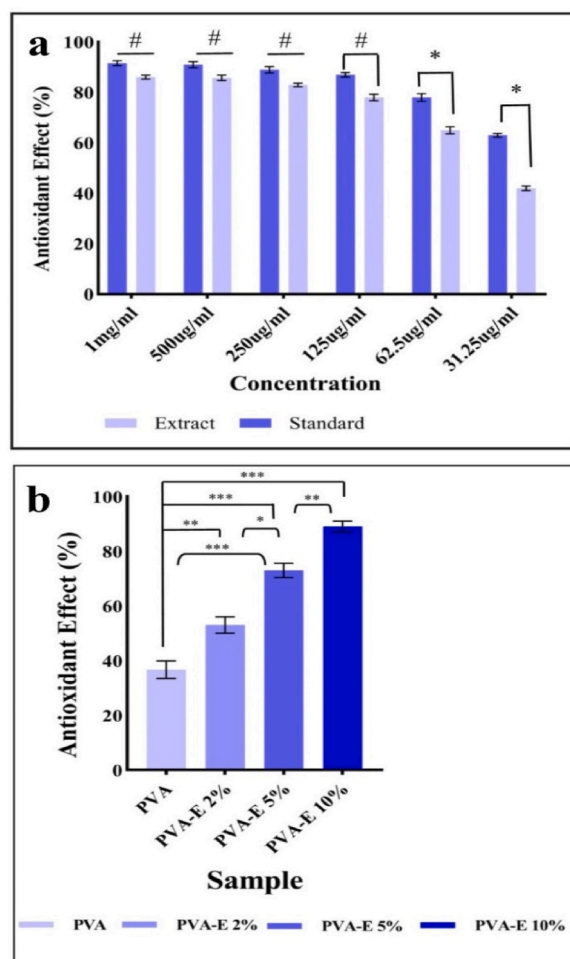 a
# # # #
* *
Antioxidant Effect (%)
100
80
60
40
20
0
1mg/ml 500ug/ml 250ug/ml 125ug/ml 62.5ug/ml 31.25ug/ml
Concentration
Extract Standard
b
***
*** **
** *
***
Antioxidant Effect (%)
100
80
60
40
20
0
PVA PVA-E 2% PVA-E 5% PVA-E 10%
Sample
PVA PVA-E 2% PVA-E 5% PVA-E 10%